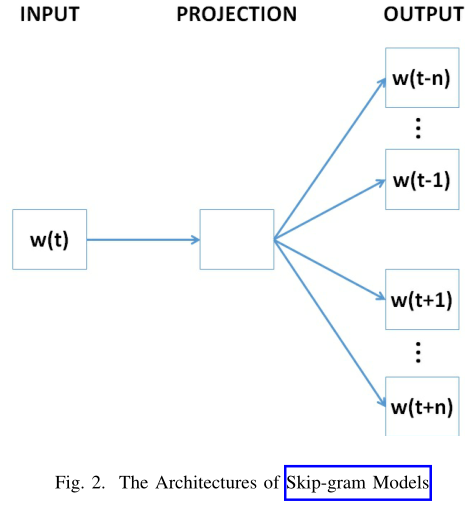 INPUT PROJECTION OUTPUT
w(t-n)
⋮
w(t-1)
w(t)
w(t+1)
⋮
w(t+n)
Fig. 2. The Architectures of Skip-gram Models